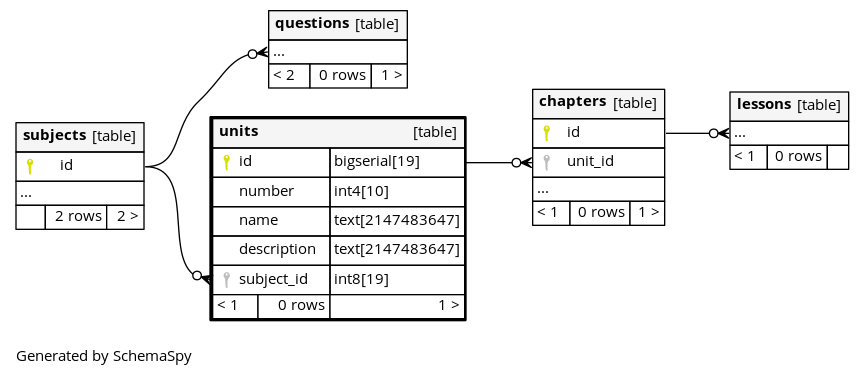 questions [table]
...
< 2 0 rows 1 >
subjects [table]
id
...
2 rows 2 >
units [table]
id bigserial[19]
number int4[10]
name text[2147483647]
description text[2147483647]
subject_id int8[19]
< 1 0 rows 1 >
chapters [table]
id
unit_id
...
< 1 0 rows 1 >
lessons [table]
...
< 1 0 rows
Generated by SchemaSpy